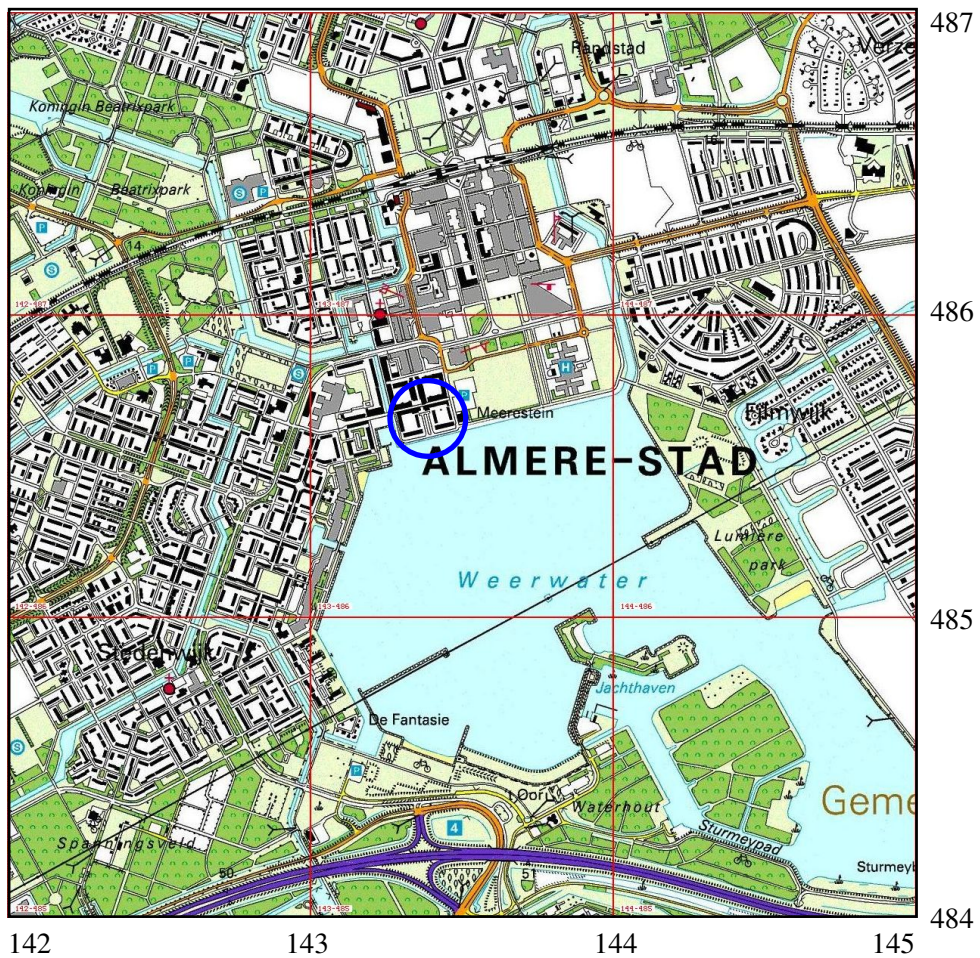 487
Randstad
Koningin Beatrixpark
18
Koningin Beatrixpark
S P
P
14
S
142-487 143-487 144-487
486
P S
S
H
P
Meerestein
Filmwijk
ALMERE-STAD
Lumière
park
Weerwater
142-486 143-486 144-486
485
Stedenwijk
Jachthaven
De Fantasie
S
P
Waterhout
Geme
4
Sturmeypad
Spanningsveld
50
51
Sturmey
142-485 143-485 144-485
484
142 143 144 145